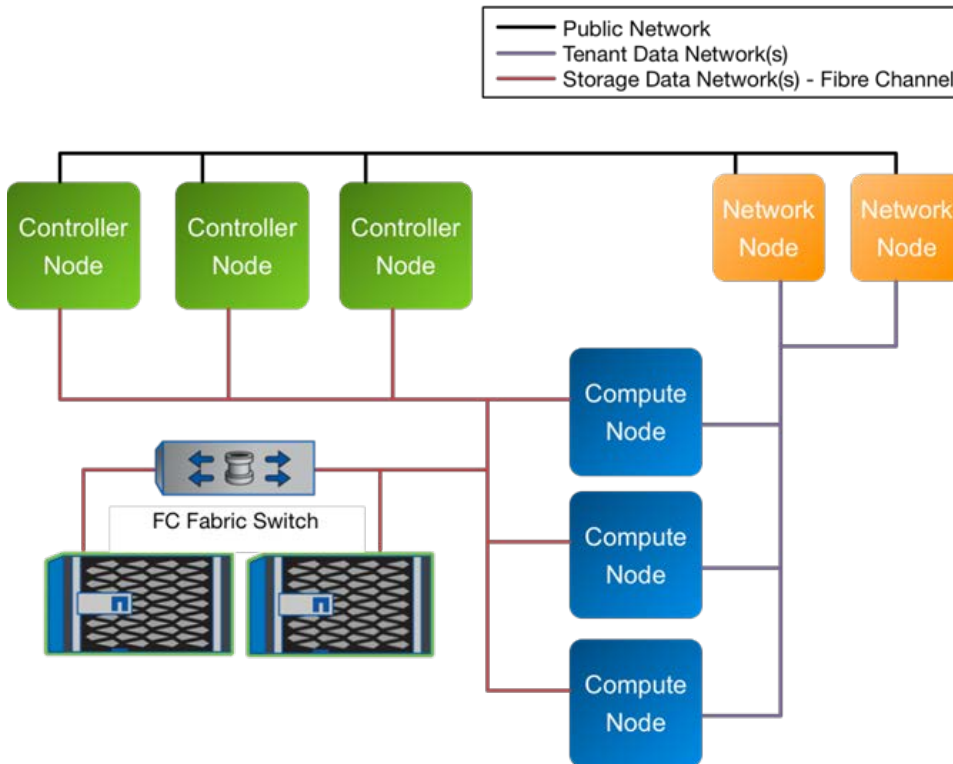 Public Network
Tenant Data Network(s)
Storage Data Network(s) - Fibre Channel
Controller
Node
Controller
Node
Controller
Node
Network
Node
Network
Node
Compute
Node
FC Fabric Switch
Compute
Node
Compute
Node